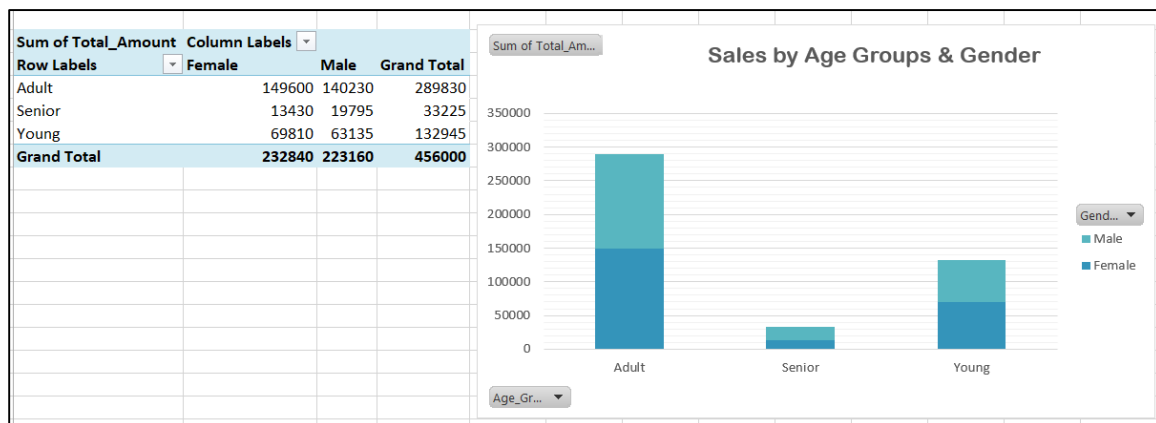 Sum of Total_Amount Column Labels
Row Labels Female Male Grand Total
Adult 149600 140230 289830
Senior 13430 19795 33225
Young 69810 63135 132945
Grand Total 232840 223160 456000
Sum of Total_Am...
Sales by Age Groups & Gender
350000
300000
250000
200000
150000
100000
50000
0
Adult Senior Young
Gend...
Male
Female
Age_Gr...